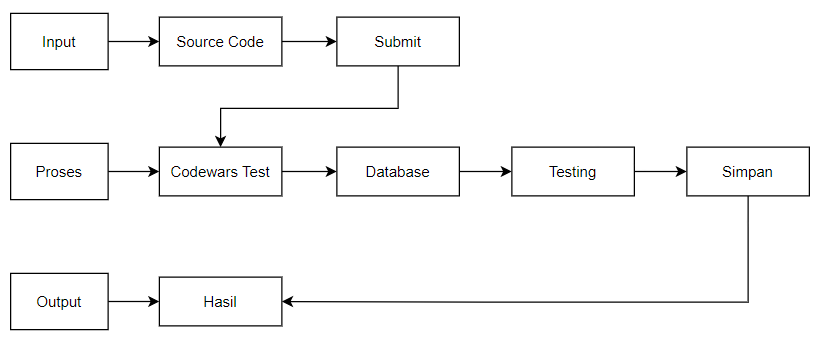 Input
Source Code
Submit
Proses
Codewars Test
Database
Testing
Simpan
Output
Hasil